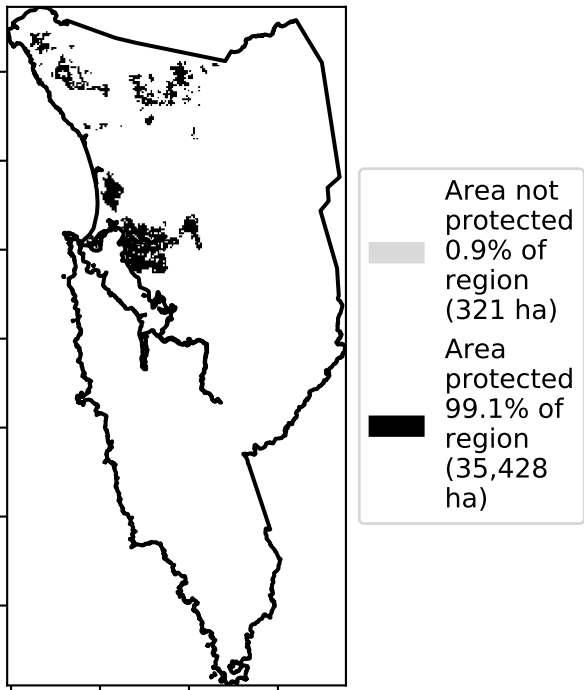 Area not
protected
0.9% of
region
(321 ha)
Area
protected
99.1% of
region
(35,428
ha)